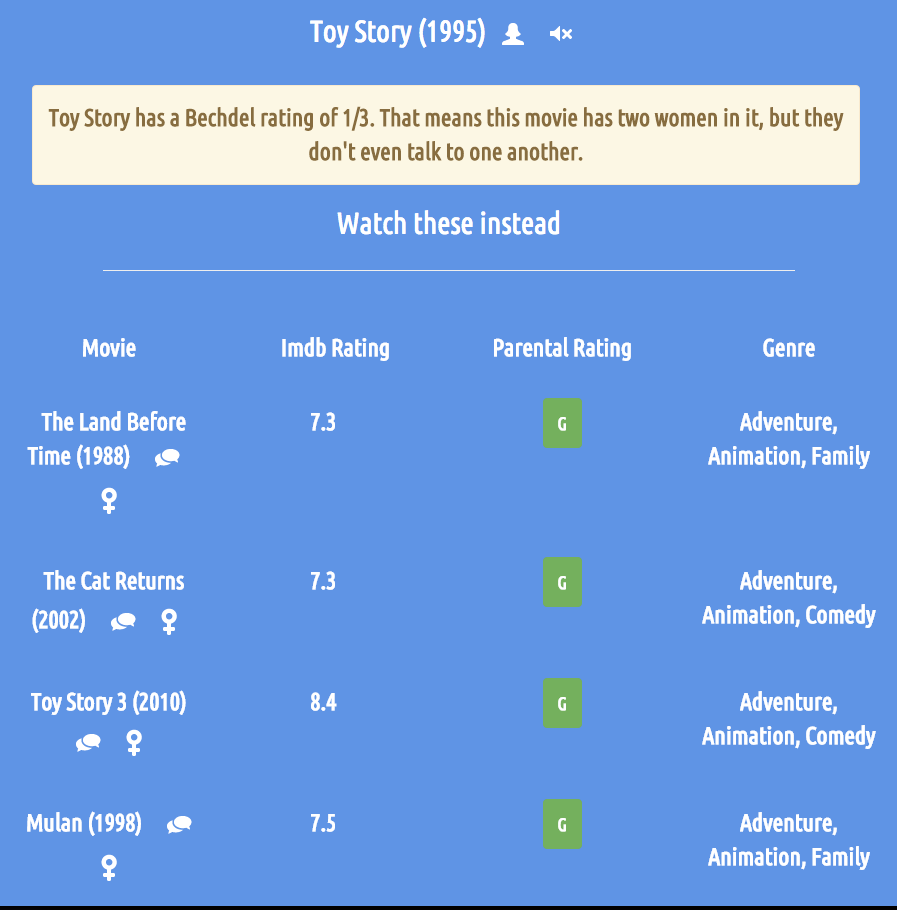 Toy Story (1995)
Toy Story has a Bechdel rating of 1/3. That means this movie has two women in it, but they
don't even talk to one another.
Watch these instead
Movie Imdb Rating Parental Rating Genre
The Land Before 7.3 G Adventure,
Time (1988) Animation, Family
The Cat Returns 7.3 G Adventure,
(2002) Animation, Comedy
Toy Story 3 (2010) 8.4 G Adventure,
Animation, Comedy
Mulan (1998) 7.5 G Adventure,
Animation, Family